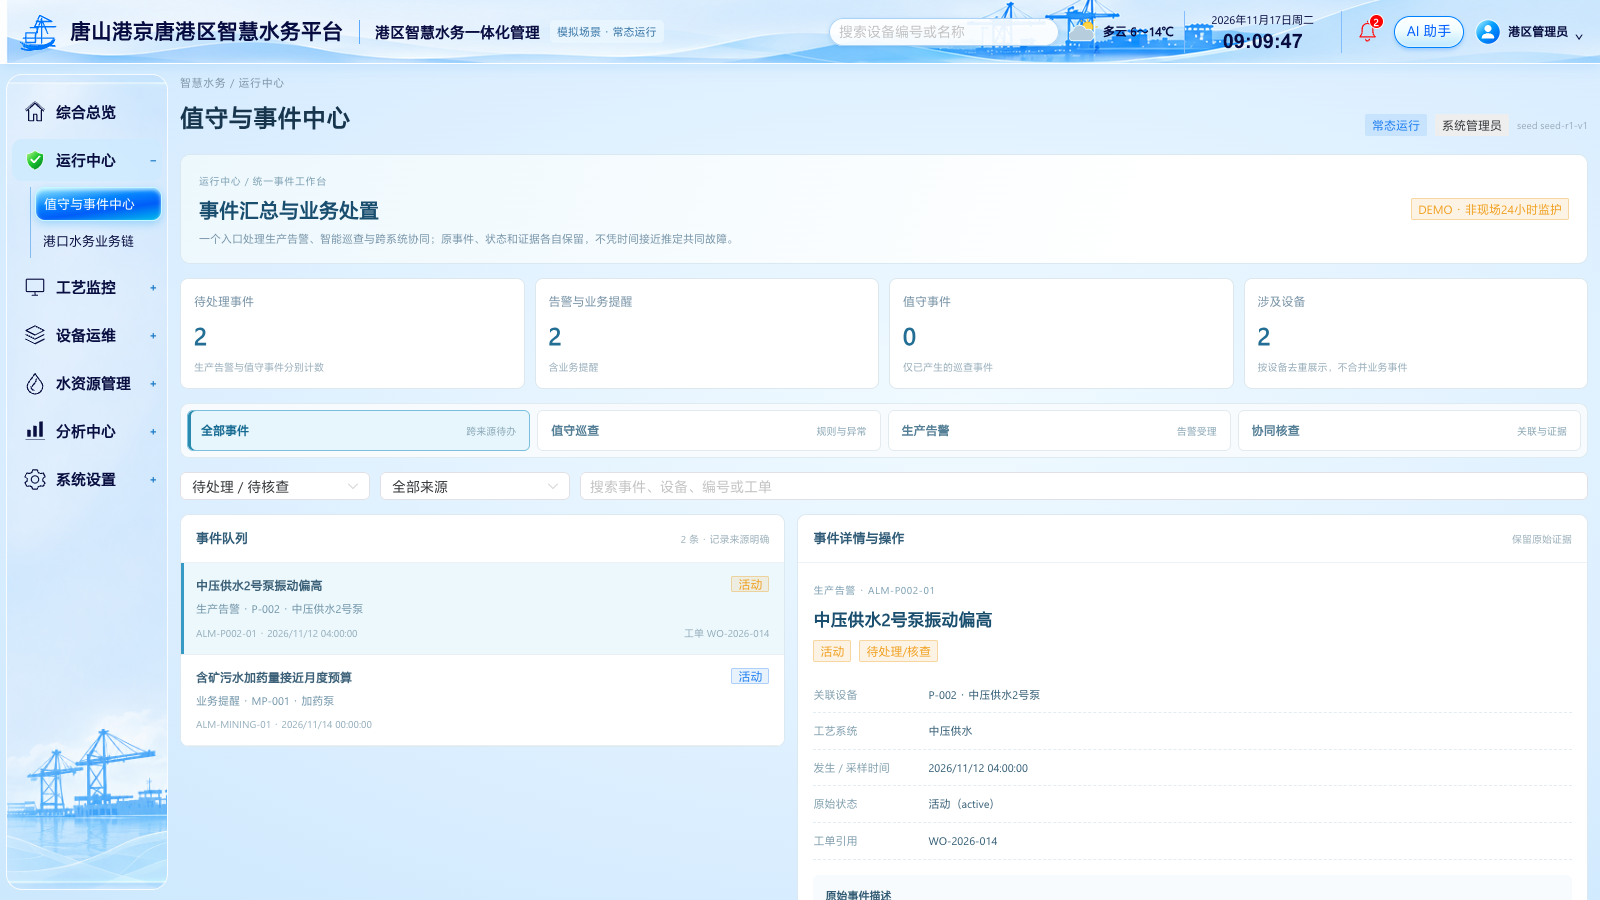 唐山港京唐港区智慧水务平台
港区智慧水务一体化管理
模拟场景 · 常态运行
搜索设备编号或名称
多云 6~14℃
2026年11月17日周二
09:09:47
2
AI 助手
港区管理员
综合总览
运行中心
值守与事件中心
港口水务业务链
工艺监控
设备运维
水资源管理
分析中心
系统设置
智慧水务 / 运行中心
值守与事件中心
常态运行
系统管理员
seed seed-r1-v1
运行中心 / 统一事件工作台
事件汇总与业务处置
一个入口处理生产告警、智能巡查与跨系统协同；原事件、状态和证据各自保留，不凭时间接近推定共同故障。
DEMO · 非现场24小时监护
待处理事件
2
生产告警与值守事件分别计数
告警与业务提醒
2
含业务提醒
值守事件
0
仅已产生的巡查事件
涉及设备
2
按设备去重展示，不合并业务事件
全部事件
跨来源待办
值守巡查
规则与异常
生产告警
告警受理
协同核查
关联与证据
待处理 / 待核查
全部来源
搜索事件、设备、编号或工单
事件队列
2 条 · 记录来源明确
中压供水2号泵振动偏高
活动
生产告警 · P-002 · 中压供水2号泵
ALM-P002-01 · 2026/11/12 04:00:00
工单 WO-2026-014
含矿污水加药量接近月度预算
活动
业务提醒 · MP-001 · 加药泵
ALM-MINING-01 · 2026/11/14 00:00:00
事件详情与操作
保留原始证据
生产告警 · ALM-P002-01
中压供水2号泵振动偏高
活动
待处理/核查
关联设备
P-002 · 中压供水2号泵
工艺系统
中压供水
发生 / 采样时间
2026/11/12 04:00:00
原始状态
活动（active）
工单引用
WO-2026-014
原始事件描述